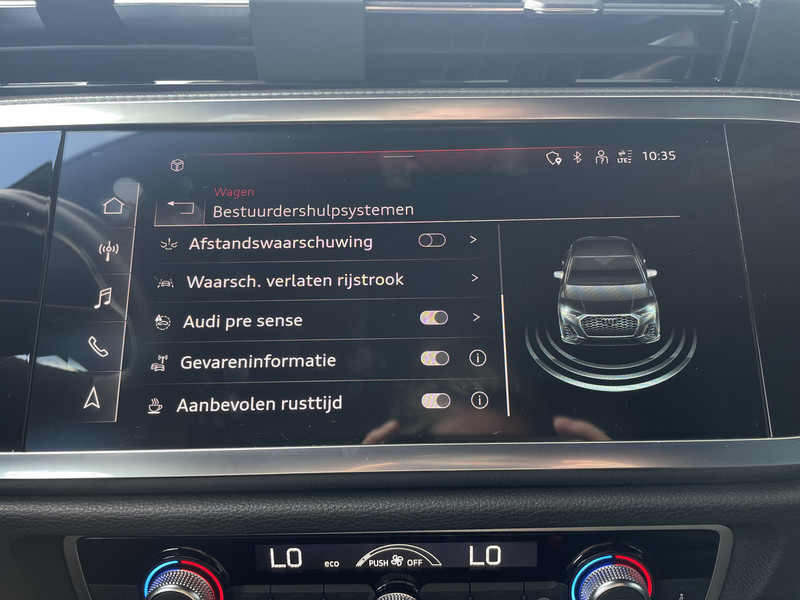 LTE 10:35
Wagen
Bestuurdershulpsystemen
Afstandswaarschuwing
Waarsch. verlaten rijstrook
Audi pre sense
Gevareninformatie
Aanbevolen rusttijd
LO eco PUSH OFF LO